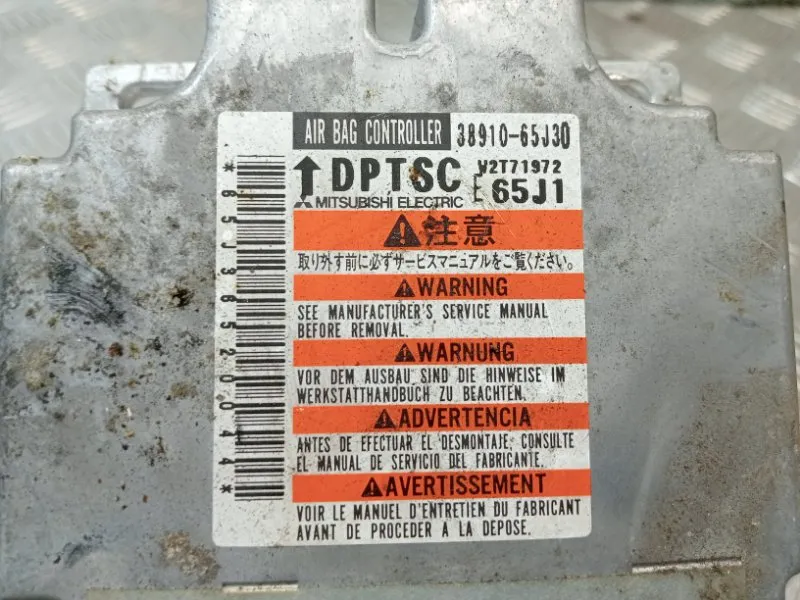 AIR BAG CONTROLLER 38910-65J30
DPTSC W2T71972
E 65J1
MITSUBISHI ELECTRIC
注意
取り外す前に必ずサービスマニュアルをご覧ください。
WARNING
SEE MANUFACTURER'S SERVICE MANUAL
BEFORE REMOVAL.
WARNUNG
VOR DEM AUSBAU SIND DIE HINWEISE IM
WERKSTATTHANDBUCH ZU BEACHTEN.
ADVERTENCIA
ANTES DE EFECTUAR EL DESMONTAJE, CONSULTE
EL MANUAL DE SERVICIO DEL FABRICANTE.
AVERTISSEMENT
VOIR LE MANUEL D'ENTRETIEN DU FABRICANT
AVANT DE PROCEDER A LA DEPOSE.
*65J36520044*